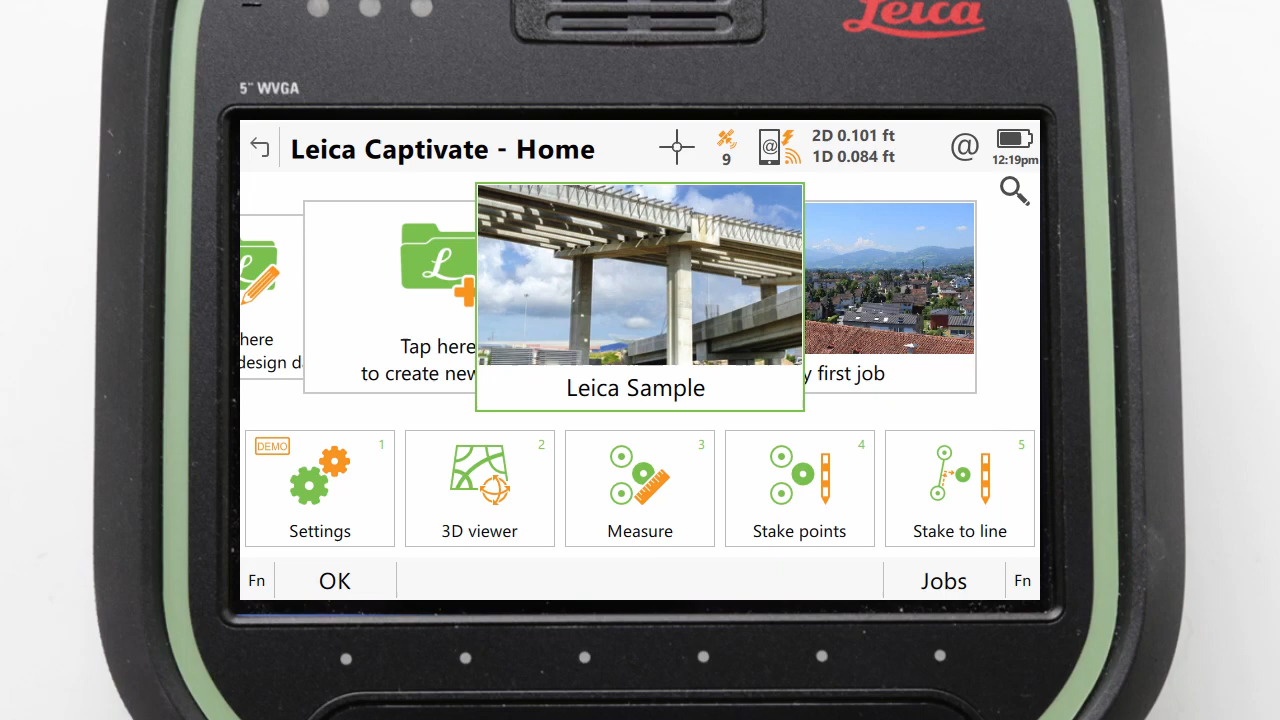 Leica
5" WVGA
Leica Captivate - Home
9
@
2D 0.101 ft
1D 0.084 ft
@
12:19pm
here
design d
Tap here
to create new
Leica Sample
y first job
DEMO
1
Settings
2
3D viewer
3
Measure
4
Stake points
5
Stake to line
Fn
OK
Jobs
Fn